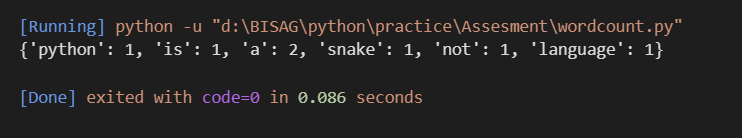 [Running] python -u "d:\BISAG\python\practice\Assesment\wordcount.py"
{'python': 1, 'is': 1, 'a': 2, 'snake': 1, 'not': 1, 'language': 1}
[Done] exited with code=0 in 0.086 seconds